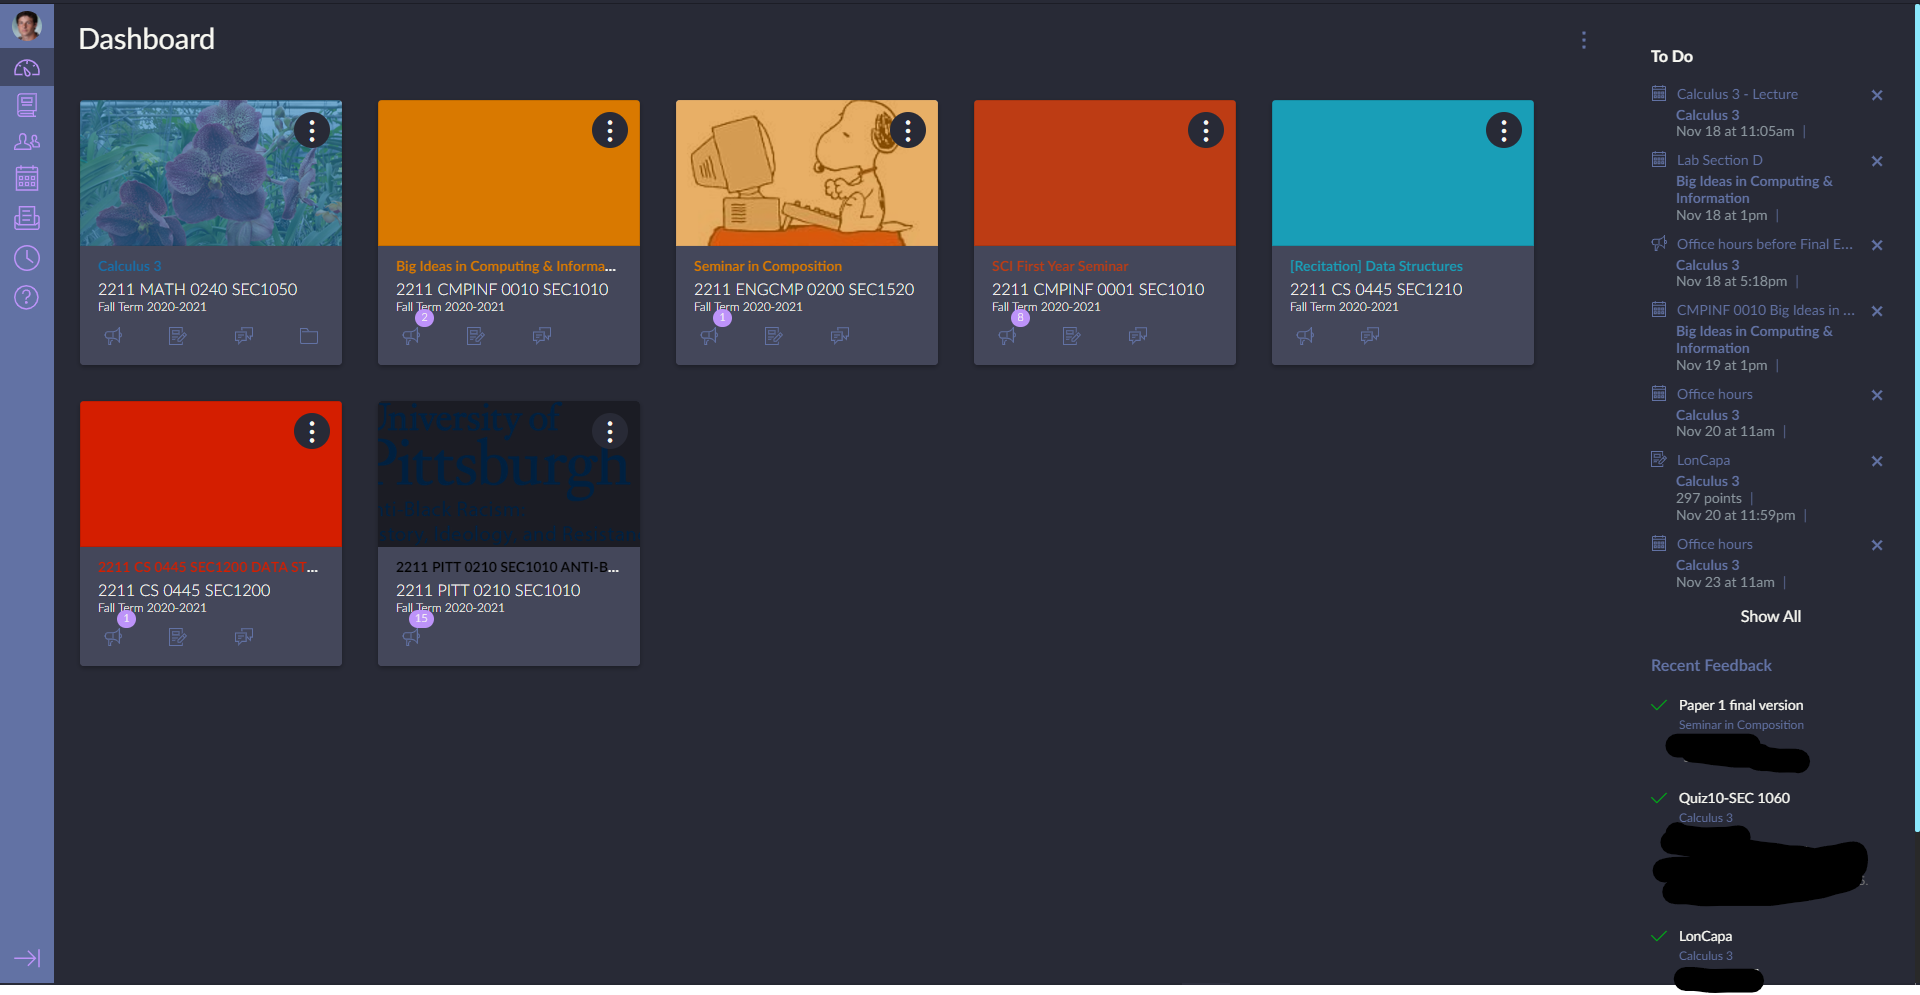 Dashboard
Calculus 3
2211 MATH 0240 SEC1050
Fall Term 2020-2021
Big Ideas in Computing & Informa...
2211 CMPINF 0010 SEC1010
Fall Term 2020-2021
2
Seminar in Composition
2211 ENGCMP 0200 SEC1520
Fall Term 2020-2021
1
SCI First Year Seminar
2211 CMPINF 0001 SEC1010
Fall Term 2020-2021
8
[Recitation] Data Structures
2211 CS 0445 SEC1210
Fall Term 2020-2021
2211 CS 0445 SEC1200 DATA ST...
2211 CS 0445 SEC1200
Fall Term 2020-2021
1
University of
Pittsburgh
2211 PITT 0210 SEC1010 ANTI-B...
2211 PITT 0210 SEC1010
Fall Term 2020-2021
15
To Do
Calculus 3 - Lecture
Calculus 3
Nov 18 at 11:05am |
Lab Section D
Big Ideas in Computing &
Information
Nov 18 at 1pm |
Office hours before Final E...
Calculus 3
Nov 18 at 5:18pm |
CMPINF 0010 Big Ideas in ...
Big Ideas in Computing &
Information
Nov 19 at 1pm |
Office hours
Calculus 3
Nov 20 at 11am |
LonCapa
Calculus 3
297 points |
Nov 20 at 11:59pm |
Office hours
Calculus 3
Nov 23 at 11am |
Show All
Recent Feedback
Paper 1 final version
Seminar in Composition
Quiz10-SEC 1060
Calculus 3
LonCapa
Calculus 3